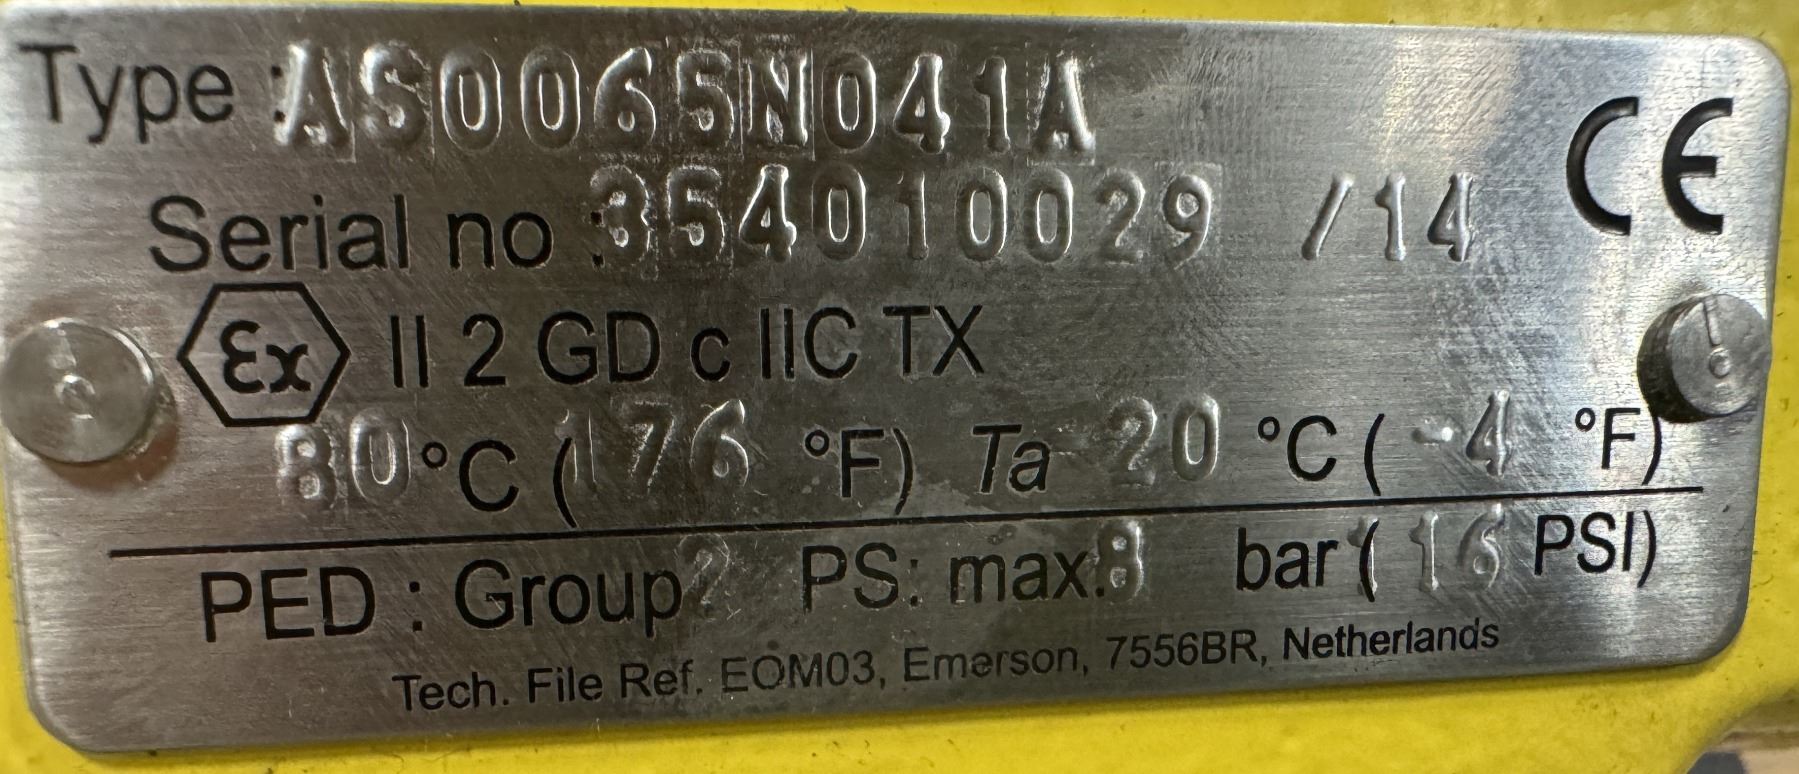 Type : AS0065N041A
CE
Serial no : 354010029 /14
Ex II 2 GD c IIC TX
80 °C ( 176 °F) Ta -20 °C ( -4 °F)
PED : Group 2 PS: max. 8 bar ( 116 PSI)
Tech. File Ref. EOM03, Emerson, 7556BR, Netherlands